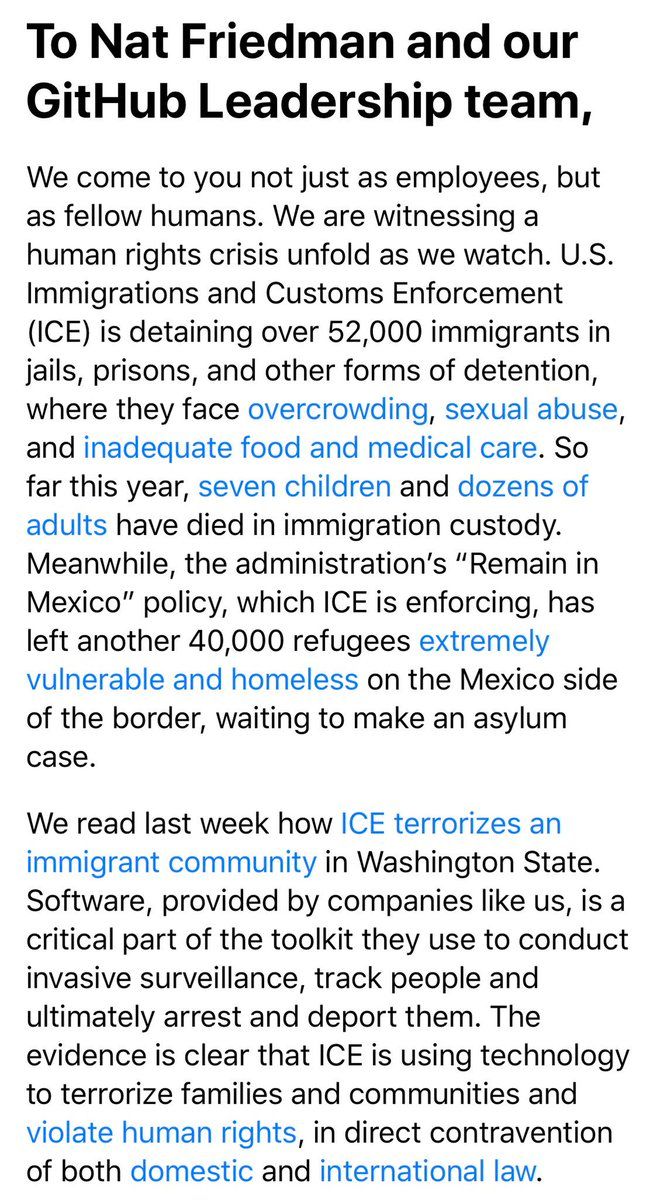 To Nat Friedman and our
GitHub Leadership team,
We come to you not just as employees, but
as fellow humans. We are witnessing a
human rights crisis unfold as we watch. U.S.
Immigrations and Customs Enforcement
(ICE) is detaining over 52,000 immigrants in
jails, prisons, and other forms of detention,
where they face overcrowding, sexual abuse,
and inadequate food and medical care. So
far this year, seven children and dozens of
adults have died in immigration custody.
Meanwhile, the administration’s “Remain in
Mexico” policy, which ICE is enforcing, has
left another 40,000 refugees extremely
vulnerable and homeless on the Mexico side
of the border, waiting to make an asylum
case.
We read last week how ICE terrorizes an
immigrant community in Washington State.
Software, provided by companies like us, is a
critical part of the toolkit they use to conduct
invasive surveillance, track people and
ultimately arrest and deport them. The
evidence is clear that ICE is using technology
to terrorize families and communities and
violate human rights, in direct contravention
of both domestic and international law.